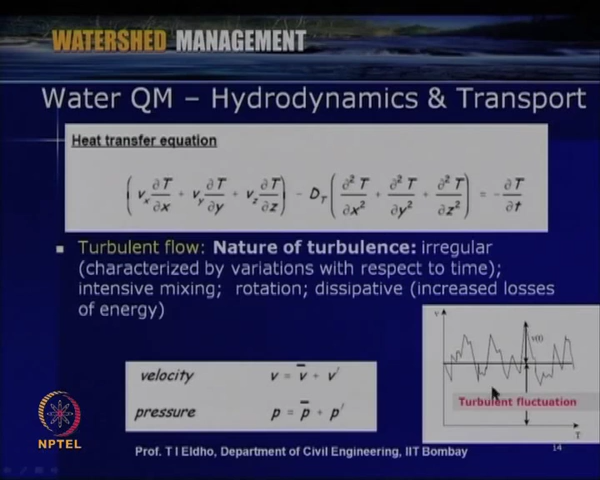 WATERSHED MANAGEMENT
Water QM – Hydrodynamics & Transport
Heat transfer equation
( vₓ ∂T/∂x + v_y ∂T/∂y + v_z ∂T/∂z ) − D_T ( ∂²T/∂x² + ∂²T/∂y² + ∂²T/∂z² ) = − ∂T/∂t
Turbulent flow: Nature of turbulence: irregular
(characterized by variations with respect to time);
intensive mixing; rotation; dissipative (increased losses
of energy)
velocity v = v̄ + v′
pressure p = p̄ + p′
v
v(t)
Turbulent fluctuation
T
NPTEL
Prof. T I Eldho, Department of Civil Engineering, IIT Bombay
14